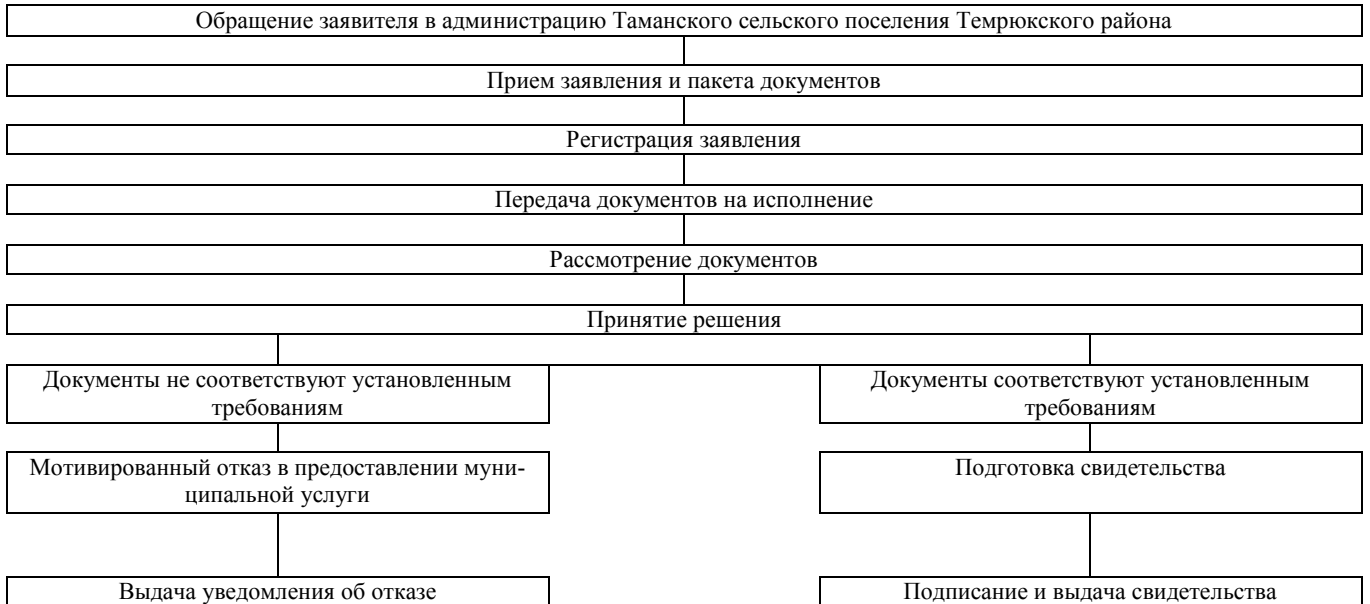 Обращение заявителя в администрацию Таманского сельского поселения Темрюкского района
Прием заявления и пакета документов
Регистрация заявления
Передача документов на исполнение
Рассмотрение документов
Принятие решения
Документы не соответствуют установленным
требованиям
Документы соответствуют установленным
требованиям
Мотивированный отказ в предоставлении муни-
ципальной услуги
Подготовка свидетельства
Выдача уведомления об отказе
Подписание и выдача свидетельства